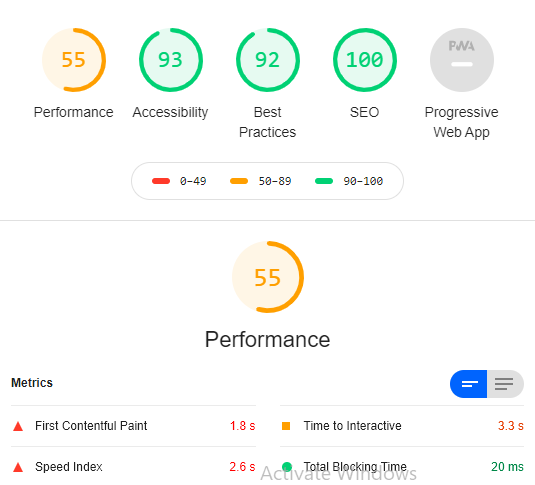 55 93 92 100 PWA
Performance Accessibility Best Practices SEO Progressive Web App
0–49 50–89 90–100
55
Performance
Metrics
First Contentful Paint 1.8 s
Time to Interactive 3.3 s
Speed Index 2.6 s
Total Blocking Time 20 ms
Activate Windows